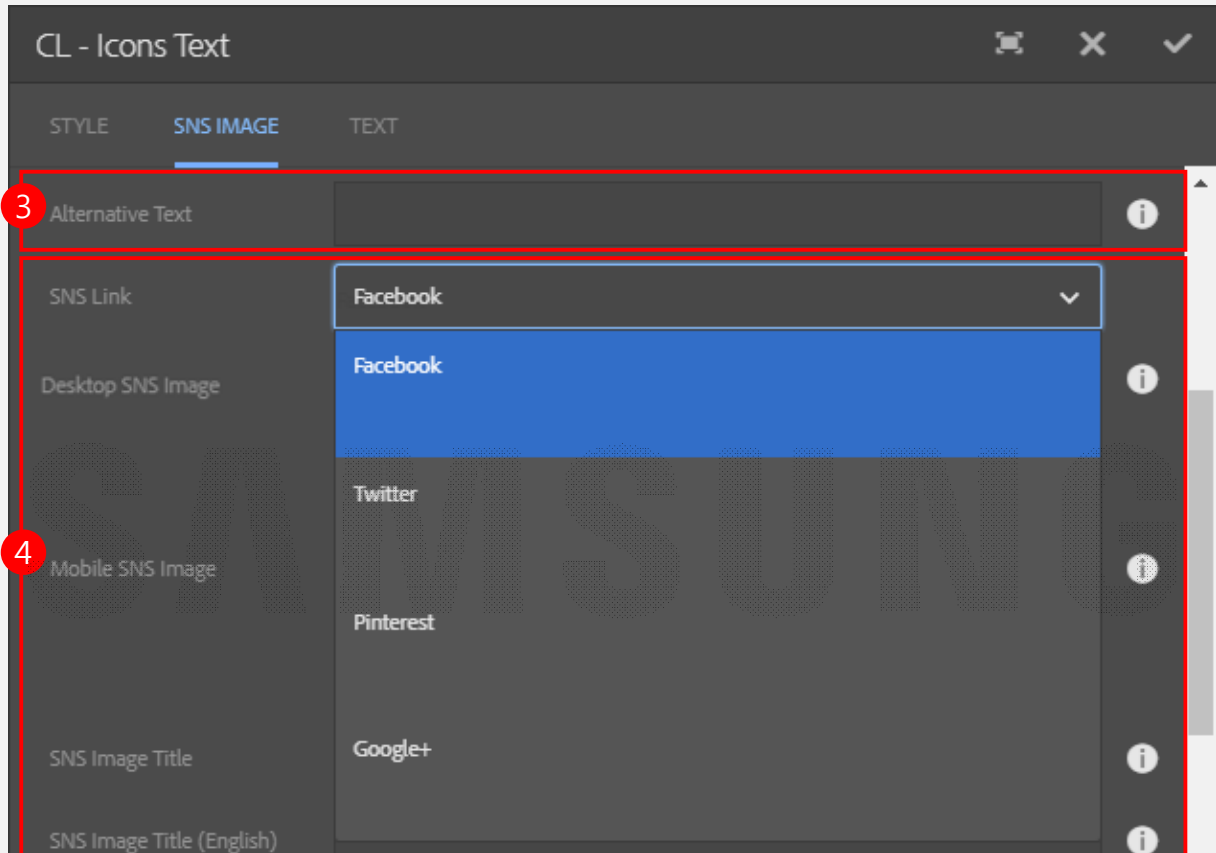 CL - Icons Text
STYLE SNS IMAGE TEXT
3
Alternative Text
SNS Link
Facebook
Facebook
Desktop SNS Image
SAMSUNG
Twitter
4
Mobile SNS Image
Pinterest
Google+
SNS Image Title
SNS Image Title (English)